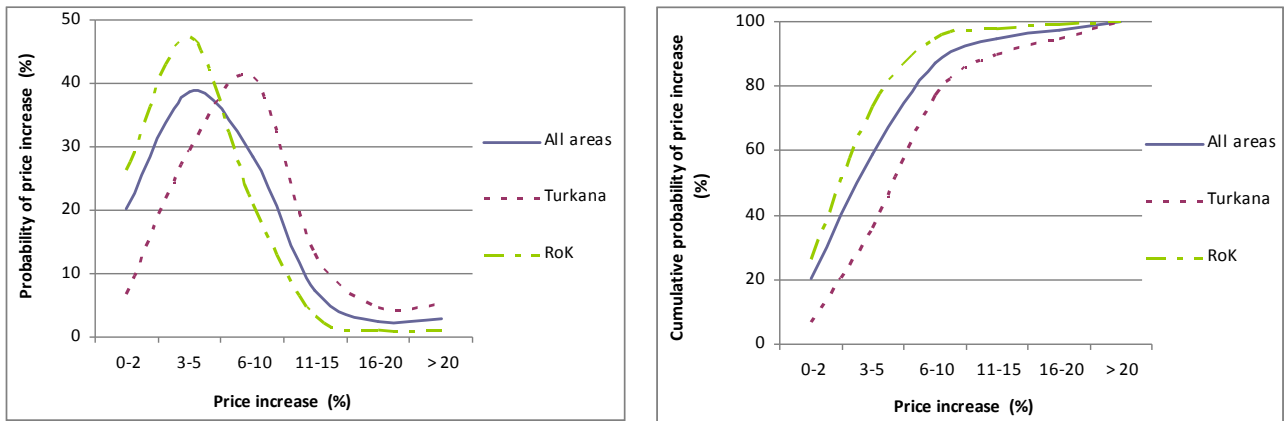 Probability of price increase (%)
50
40
30
20
10
0
0-2 3-5 6-10 11-15 16-20 > 20
Price increase (%)
All areas
Turkana
RoK
Cumulative probability of price increase
(%)
100
80
60
40
20
0
0-2 3-5 6-10 11-15 16-20 > 20
Price increase (%)
All areas
Turkana
RoK